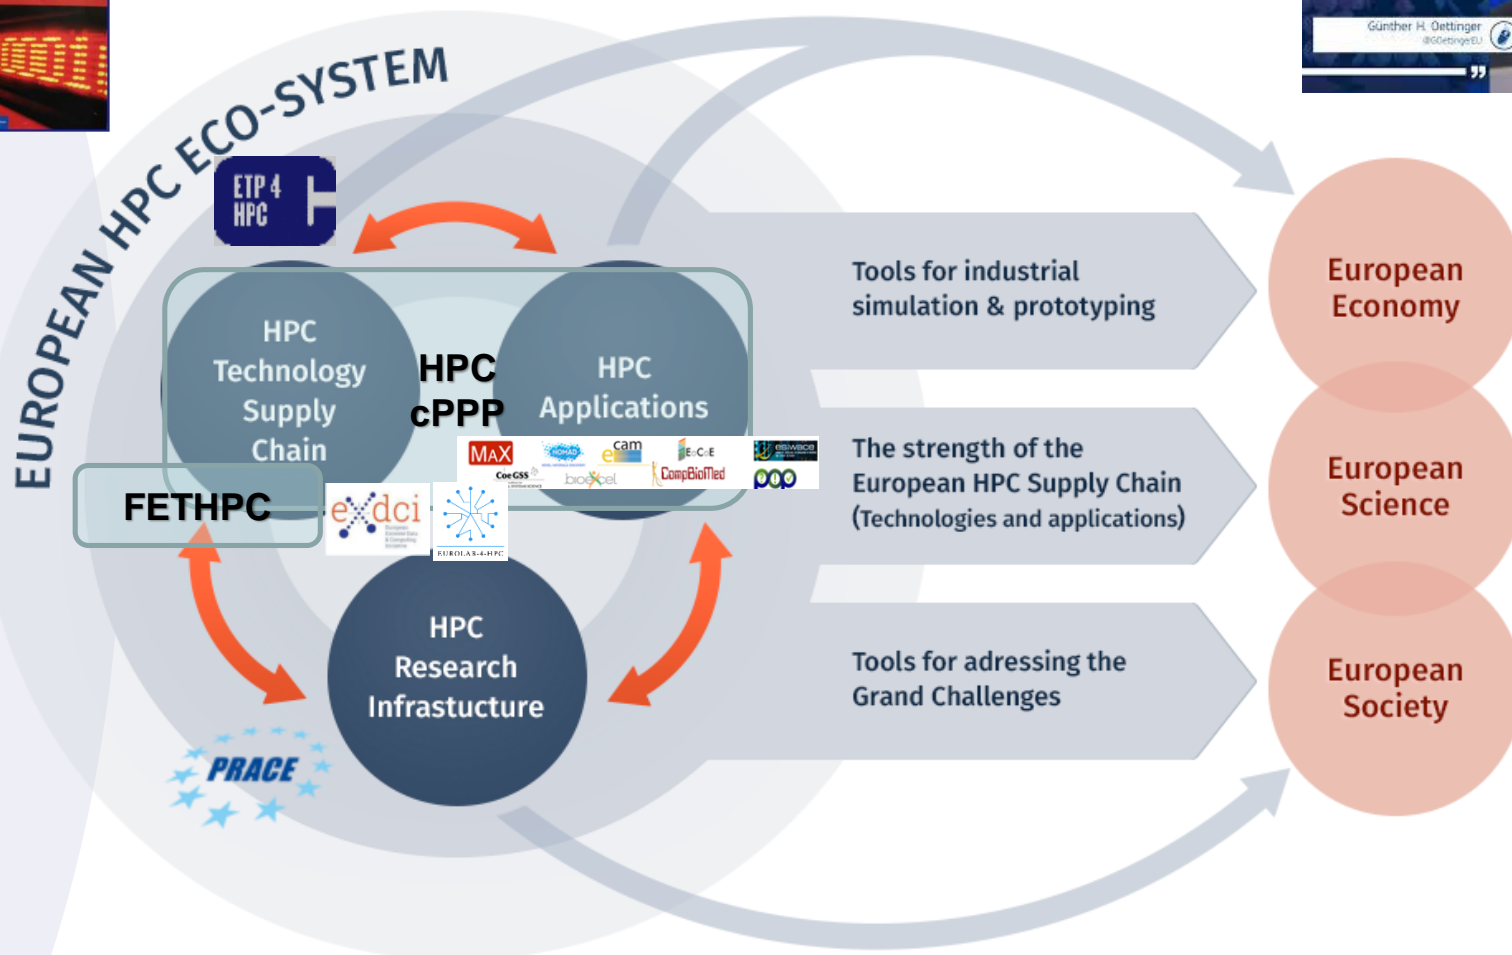 Günther H. Oettinger
@GOettingerEU
EUROPEAN HPC ECO-SYSTEM
ETP 4
HPC
HPC
Technology
Supply
Chain
HPC
cPPP
HPC
Applications
MAX
NOMAD
e cam
EoCoE
esiwace
CoeGSS
bioexcel
CompBioMed
POP
FETHPC
exdci
EUROLAB-4-HPC
HPC
Research
Infrastucture
PRACE
Tools for industrial
simulation & prototyping
The strength of the
European HPC Supply Chain
(Technologies and applications)
Tools for adressing the
Grand Challenges
European
Economy
European
Science
European
Society